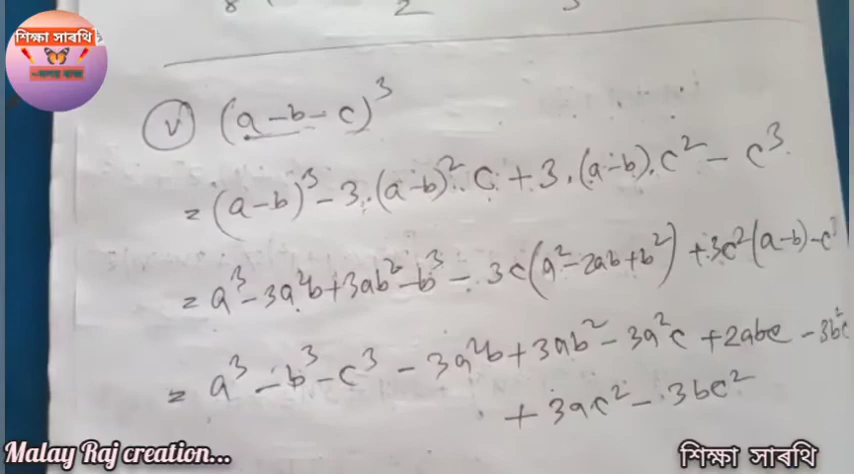 শিক্ষা সাৰথি
(v) (a-b-c)³
= (a-b)³ - 3.(a-b)².c + 3.(a-b).c² - c³
= a³ - 3a²b + 3ab² - b³ - 3c(a² - 2ab + b²) + 3c²(a-b) - c³
= a³ - b³ - c³ - 3a²b + 3ab² - 3a²c + 2abc - 3b²c
+ 3ac² - 3bc²
Malay Raj creation...
শিক্ষা সাৰথি